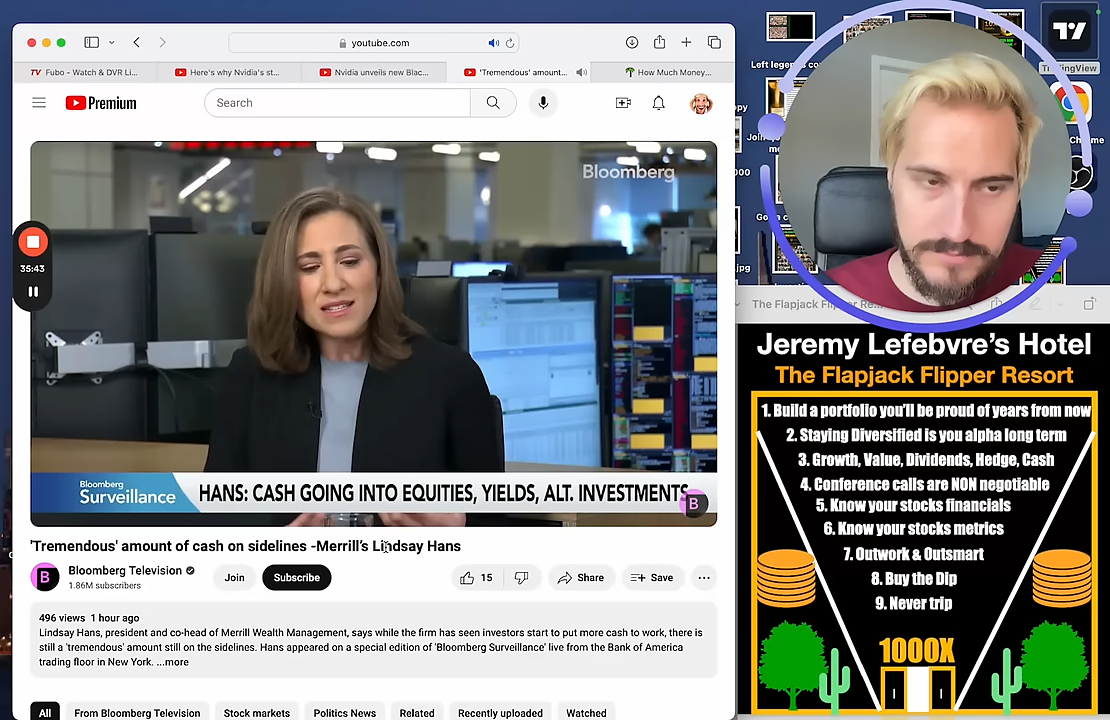 youtube.com
Fubo - Watch & DVR Li...
Here's why Nvidia's st...
Nvidia unveils new Blac...
'Tremendous' amount...
How Much Money...
Premium
Search
Bloomberg
35:43
Bloomberg
Surveillance
HANS: CASH GOING INTO EQUITIES, YIELDS, ALT. INVESTMENTS
B
'Tremendous' amount of cash on sidelines -Merrill's Lindsay Hans
B
Bloomberg Television
1.86M subscribers
Join
Subscribe
15
Share
Save
496 views 1 hour ago
Lindsay Hans, president and co-head of Merrill Wealth Management, says while the firm has seen investors start to put more cash to work, there is
still a 'tremendous' amount still on the sidelines. Hans appeared on a special edition of 'Bloomberg Surveillance' live from the Bank of America
trading floor in New York. ...more
All
From Bloomberg Television
Stock markets
Politics News
Related
Recently uploaded
Watched
Left legend
TradingView
The Flapjack Flipper Re...
Jeremy Lefebvre's Hotel
The Flapjack Flipper Resort
1. Build a portfolio you'll be proud of years from now
2. Staying Diversified is you alpha long term
3. Growth, Value, Dividends, Hedge, Cash
4. Conference calls are NON negotiable
5. Know your stocks financials
6. Know your stocks metrics
7. Outwork & Outsmart
8. Buy the Dip
9. Never trip
1000X